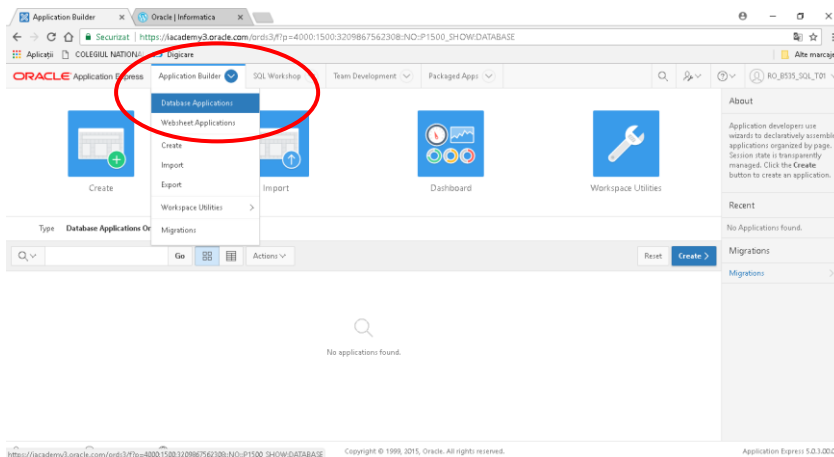 Application Builder
Oracle | Informatica
Securizat | https://iacademy3.oracle.com/ords3/f?p=4000:1500:3209867562308::NO::P1500_SHOW:DATABASE
Aplicații
COLEGIUL NATIONAL
Digicare
Alte marcaje
ORACLE Application Express
Application Builder
SQL Workshop
Team Development
Packaged Apps
RO_B535_SQL_T01
Database Applications
Websheet Applications
Create
Import
Export
Workspace Utilities
Migrations
Create
Import
Dashboard
Workspace Utilities
About
Application developers use
wizards to declaratively assemble
applications organized by page.
Session state is transparently
managed. Click the Create
button to create an application.
Recent
No Applications found.
Migrations
Migrations
Type Database Applications On
Go
Actions
Reset
Create
No applications found.
https://iacademy3.oracle.com/ords3/f?p=4000:1500:3209867562308::NO::P1500_SHOW:DATABASE
Copyright © 1999, 2015, Oracle. All rights reserved.
Application Express 5.0.3.00.0